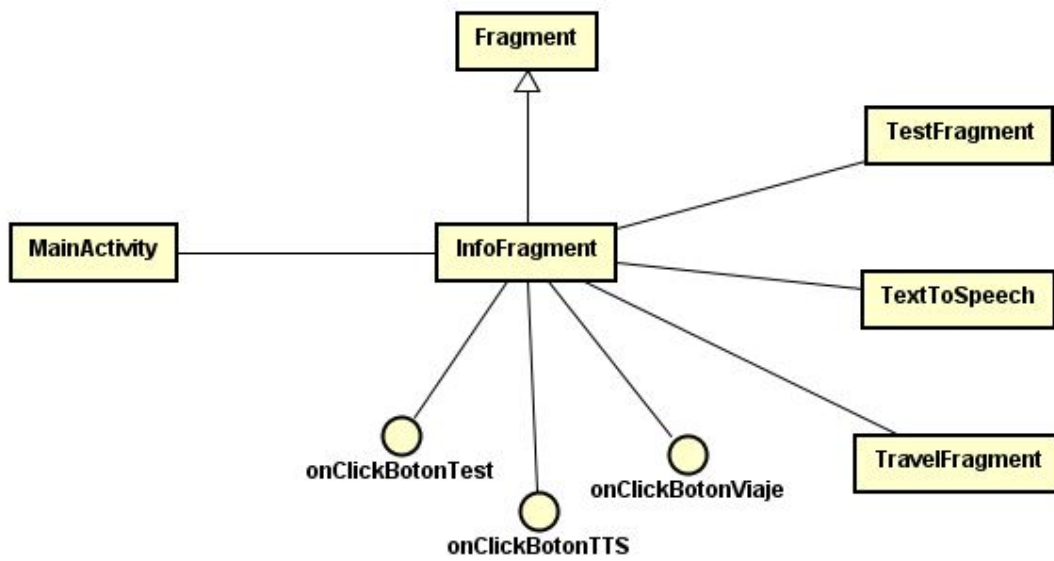 Fragment
TestFragment
MainActivity
InfoFragment
TextToSpeech
TravelFragment
onClickBotonTest
onClickBotonViaje
onClickBotonTTS